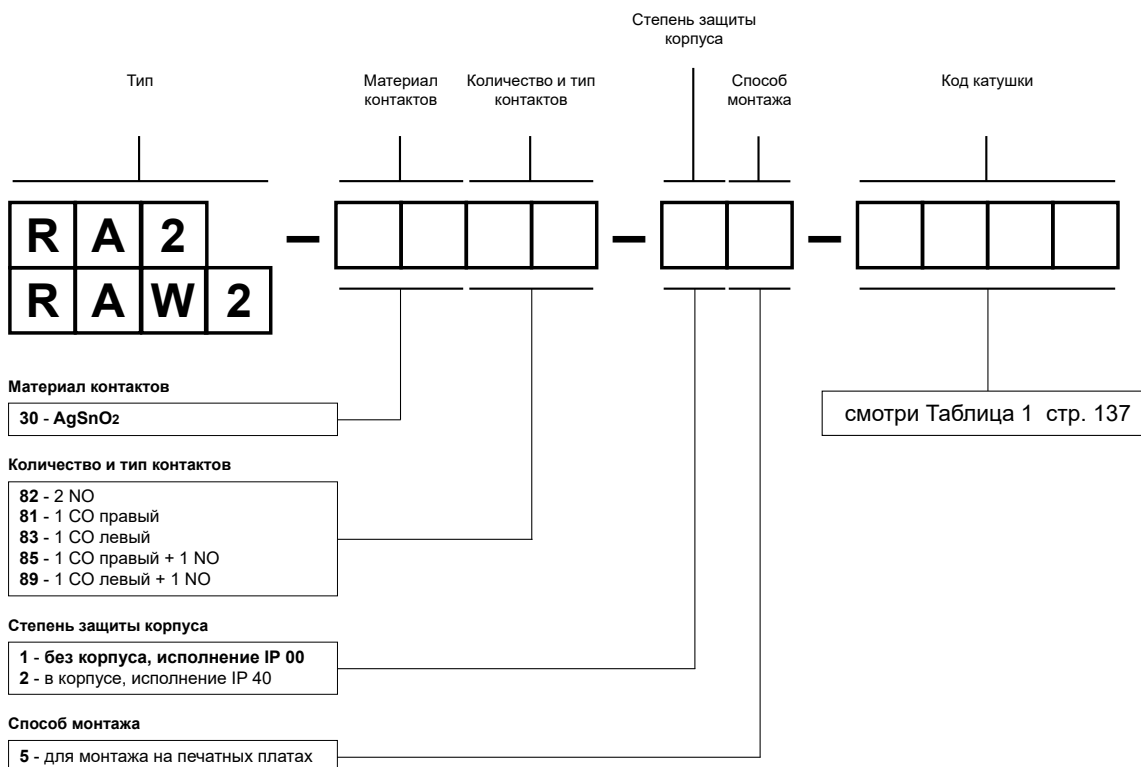 Степень защиты
корпуса
Тип
Материал
контактов
Количество и тип
контактов
Способ
монтажа
Код катушки
R A 2
R A W 2
– – –
Материал контактов
30 - AgSnO2
Количество и тип контактов
82 - 2 NO
81 - 1 CO правый
83 - 1 CO левый
85 - 1 CO правый + 1 NO
89 - 1 CO левый + 1 NO
Степень защиты корпуса
1 - без корпуса, исполнение IP 00
2 - в корпусе, исполнение IP 40
Способ монтажа
5 - для монтажа на печатных платах
смотри Таблица 1 стр. 137